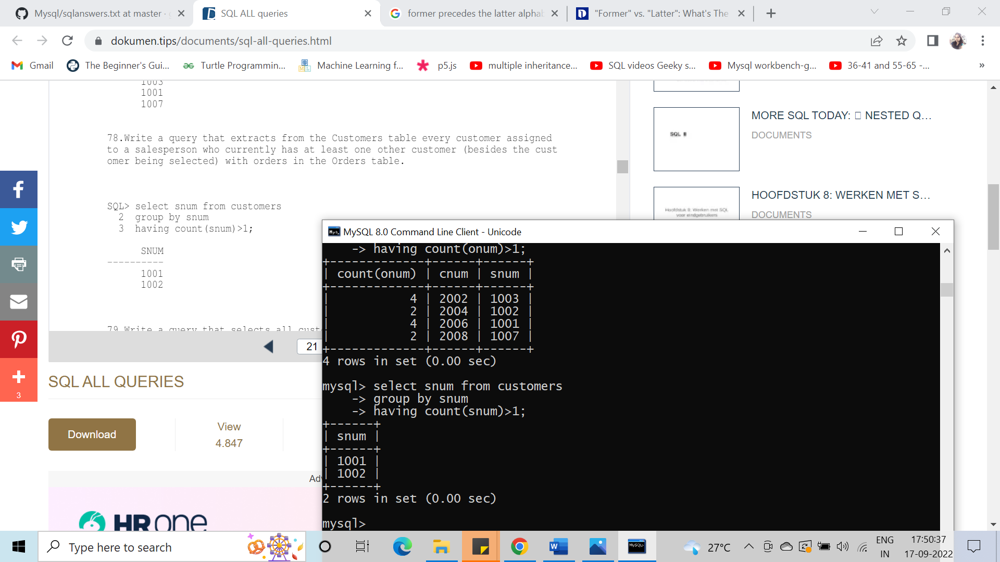 Mysql/sqlanswers.txt at master ·
SQL ALL queries
former precedes the latter alphab
"Former" vs. "Latter": What's The
dokumen.tips/documents/sql-all-queries.html
Gmail
The Beginner's Gui...
Turtle Programmin...
Machine Learning f...
p5.js
multiple inheritance...
SQL videos Geeky s...
Mysql workbench-g...
36-41 and 55-65 -...
»
1003
1001
1007
78.Write a query that extracts from the Customers table every customer assigned
to a salesperson who currently has at least one other customer (besides the cust
omer being selected) with orders in the Orders table.
SQL> select snum from customers
2 group by snum
3 having count(snum)>1;
SNUM
----------
1001
1002
79.Write a query that selects all cust
21
SQL ALL QUERIES
Download
View
4.847
3
HRone
SQL II
MORE SQL TODAY: NESTED Q...
DOCUMENTS
Hoofdstuk 8: Werken met SQL
voor eindgebruikers
HOOFDSTUK 8: WERKEN MET S...
DOCUMENTS
MySQL 8.0 Command Line Client - Unicode
-> having count(onum)>1;
+-------------+------+------+
| count(onum) | cnum | snum |
+-------------+------+------+
| 4 | 2002 | 1003 |
| 2 | 2004 | 1002 |
| 4 | 2006 | 1001 |
| 2 | 2008 | 1007 |
+-------------+------+------+
4 rows in set (0.00 sec)
mysql> select snum from customers
-> group by snum
-> having count(snum)>1;
+------+
| snum |
+------+
| 1001 |
| 1002 |
+------+
2 rows in set (0.00 sec)
mysql>
Type here to search
27°C
ENG
IN
17:50:37
17-09-2022